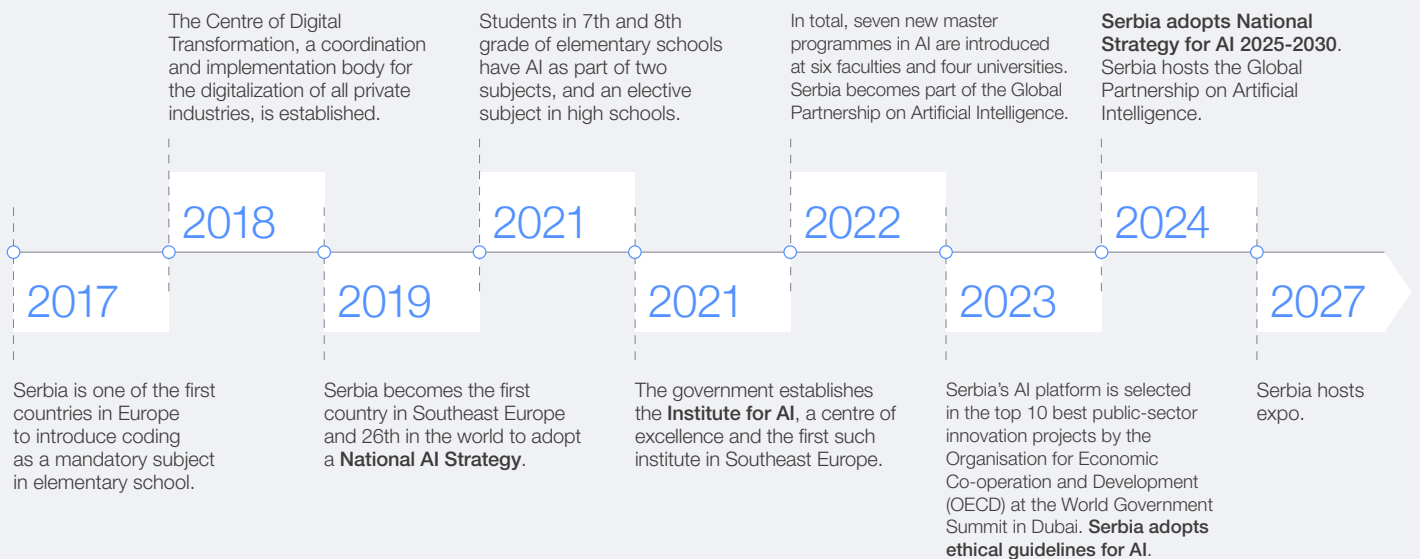 The Centre of Digital
Transformation, a coordination
and implementation body for
the digitalization of all private
industries, is established.
Students in 7th and 8th
grade of elementary schools
have AI as part of two
subjects, and an elective
subject in high schools.
In total, seven new master
programmes in AI are introduced
at six faculties and four universities.
Serbia becomes part of the Global
Partnership on Artificial Intelligence.
Serbia adopts National
Strategy for AI 2025-2030.
Serbia hosts the Global
Partnership on Artificial
Intelligence.
2018
2021
2022
2024
2017
2019
2021
2023
2027
Serbia is one of the first
countries in Europe
to introduce coding
as a mandatory subject
in elementary school.
Serbia becomes the first
country in Southeast Europe
and 26th in the world to adopt
a National AI Strategy.
The government establishes
the Institute for AI, a centre of
excellence and the first such
institute in Southeast Europe.
Serbia’s AI platform is selected
in the top 10 best public-sector
innovation projects by the
Organisation for Economic
Co-operation and Development
(OECD) at the World Government
Summit in Dubai. Serbia adopts
ethical guidelines for AI.
Serbia hosts
expo.